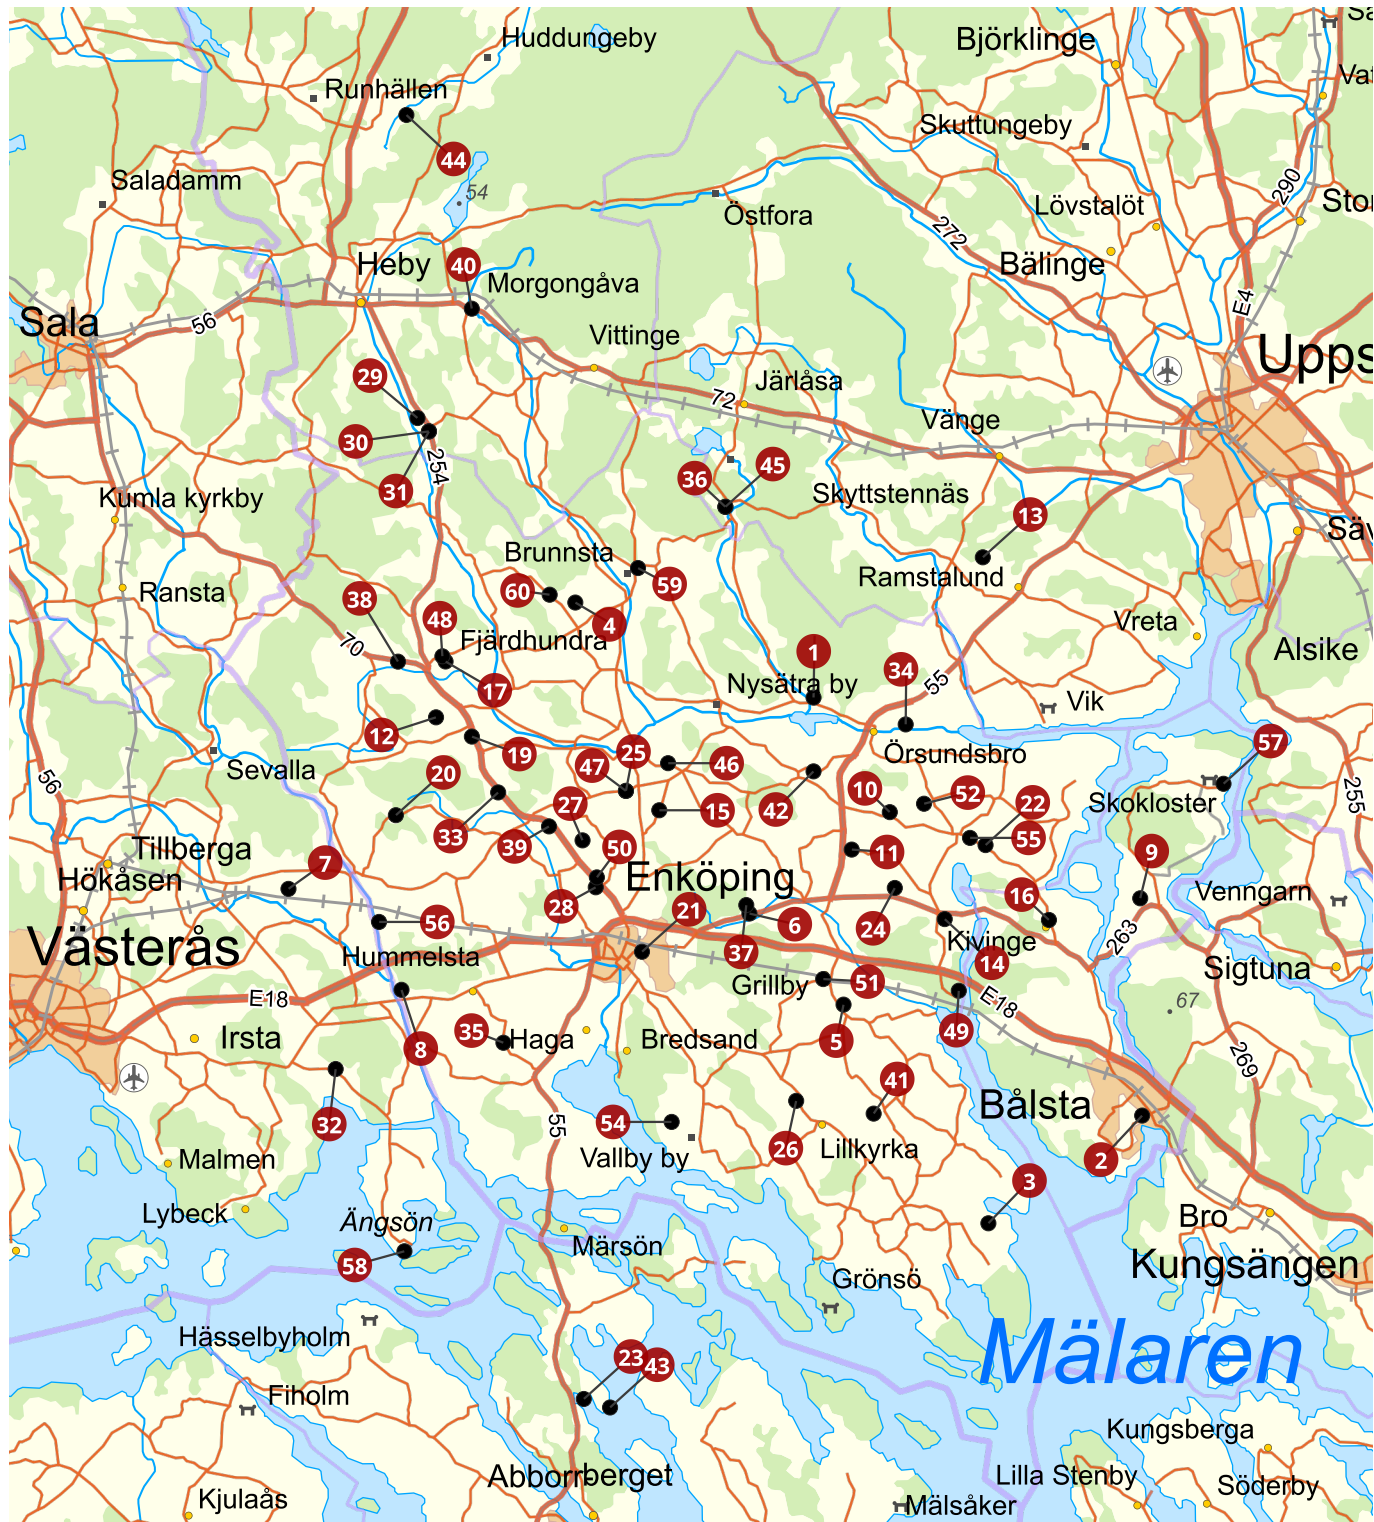 Sa
Huddungeby
Björklinge
Runhällen
Vat
Skuttungeby
44
Saladamm
54
290
Stor
Lövstalöt
Östfora
272
Heby
40
Bälinge
Morgongåva
E4
Sala
56
Vittinge
Upps
29
Järlåsa
72
Vänge
30
254
31
36
45
Skyttstennäs
Kumla kyrkby
13
Säv
Brunnsta
Ransta
60
59
Ramstalund
38
48
4
Vreta
70
Fjärdhundra
1
Alsike
34
55
17
Nysätra by
Vik
12
19
Örsundsbro
57
Sevalla
20
47
25
46
56
27
15
42
10
52
22
Skokloster
255
33
39
50
55
Tillberga
7
11
9
Hökåsen
Enköping
28
21
16
Venngarn
56
6
24
Västerås
37
Kivinge
263
Hummelsta
14
Sigtuna
E18
Grillby
51
E18
67
Irsta
35
Haga
Bredsand
5
49
8
269
41
Bålsta
32
55
54
26
Lillkyrka
2
Malmen
Vallby by
3
Lybeck
Ängsön
Bro
58
Märsön
Kungsängen
Grönsö
Hässelbyholm
23
43
Mälaren
Fiholm
Kungsberga
Abborrberget
Lilla Stenby
Söderby
Kjulaås
Mälsåker